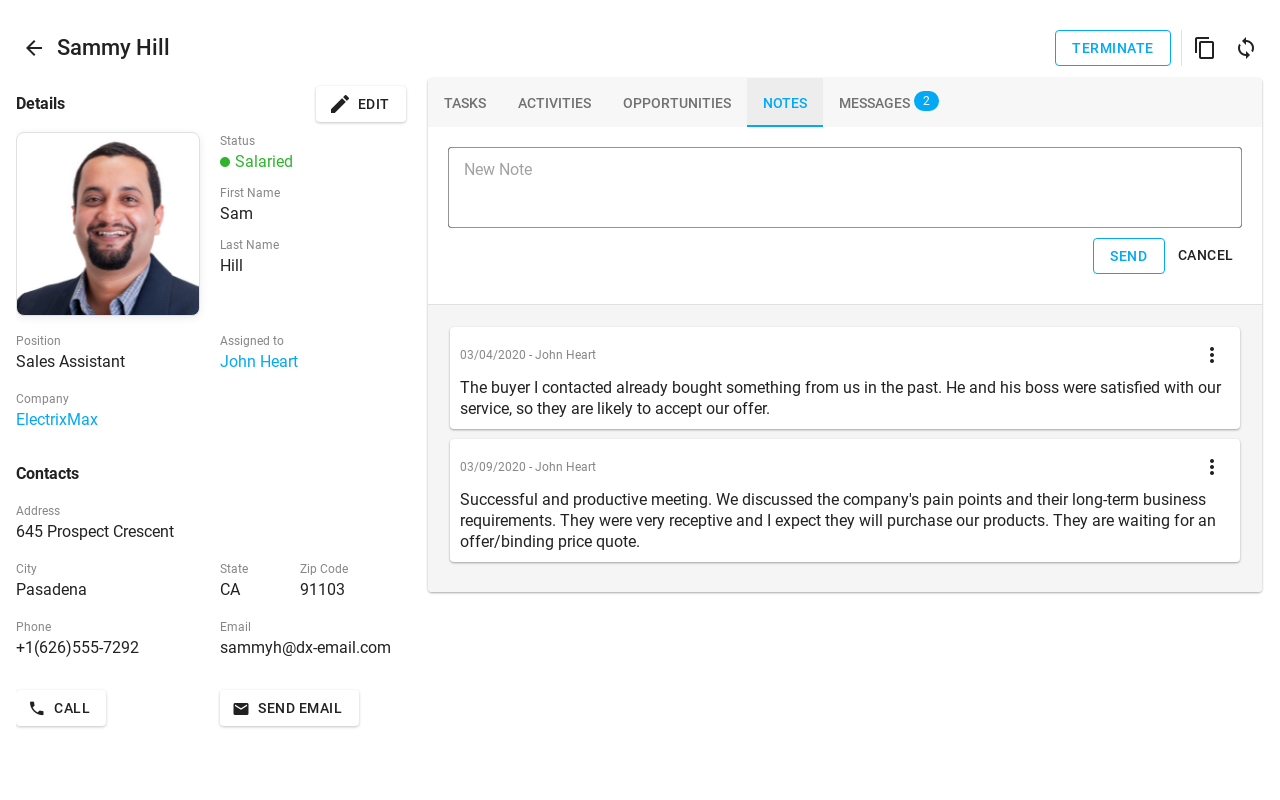 Sammy Hill
TERMINATE
Details
EDIT
Status
Salaried
First Name
Sam
Last Name
Hill
Position
Sales Assistant
Assigned to
John Heart
Company
ElectrixMax
Contacts
Address
645 Prospect Crescent
City
Pasadena
State
CA
Zip Code
91103
Phone
+1(626)555-7292
Email
sammyh@dx-email.com
CALL
SEND EMAIL
TASKS
ACTIVITIES
OPPORTUNITIES
NOTES
MESSAGES 2
New Note
SEND
CANCEL
03/04/2020 - John Heart
The buyer I contacted already bought something from us in the past. He and his boss were satisfied with our
service, so they are likely to accept our offer.
03/09/2020 - John Heart
Successful and productive meeting. We discussed the company's pain points and their long-term business
requirements. They were very receptive and I expect they will purchase our products. They are waiting for an
offer/binding price quote.